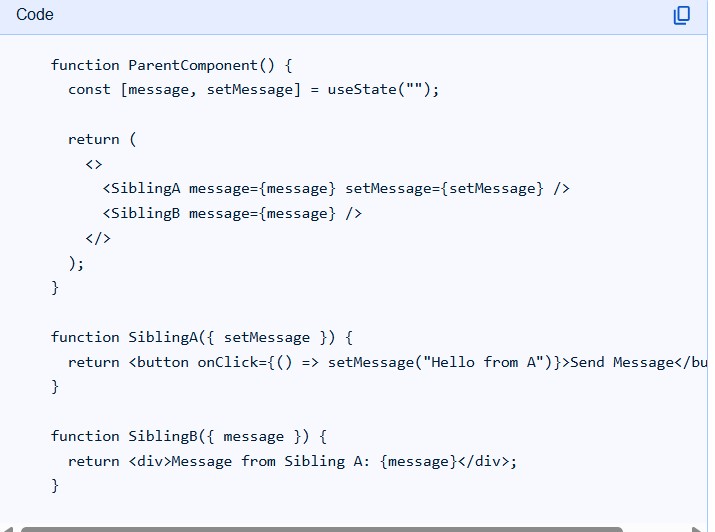 Code
function ParentComponent() {
  const [message, setMessage] = useState("");
  return (
    <>
      <SiblingA message={message} setMessage={setMessage} />
      <SiblingB message={message} />
    </>
  );
}
function SiblingA({ setMessage }) {
  return <button onClick={() => setMessage("Hello from A")}>Send Message</bu
}
function SiblingB({ message }) {
  return <div>Message from Sibling A: {message}</div>;
}